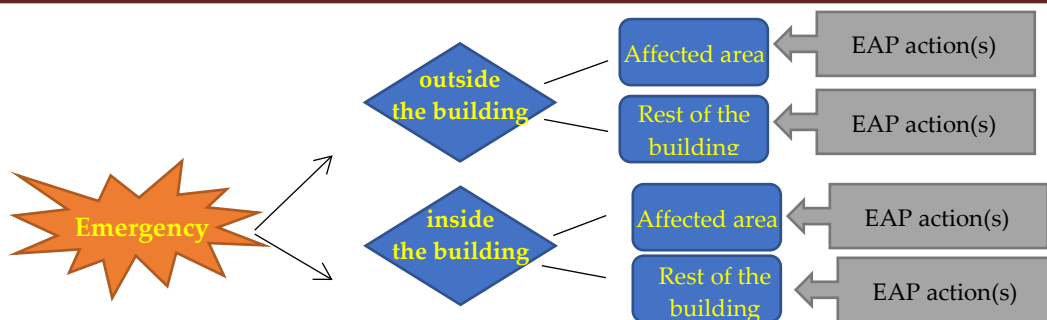 Emergency
outside
the building
Affected area
EAP action(s)
Rest of the
building
EAP action(s)
inside
the building
Affected area
EAP action(s)
Rest of the
building
EAP action(s)